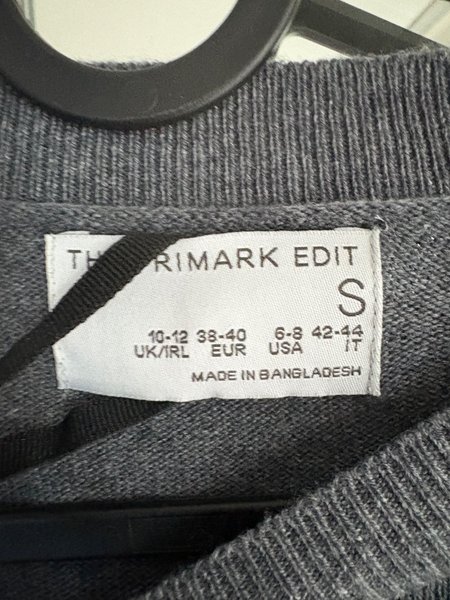 THE PRIMARK EDIT
S
10-12 38-40 6-8 42-44
UK/IRL EUR USA IT
MADE IN BANGLADESH